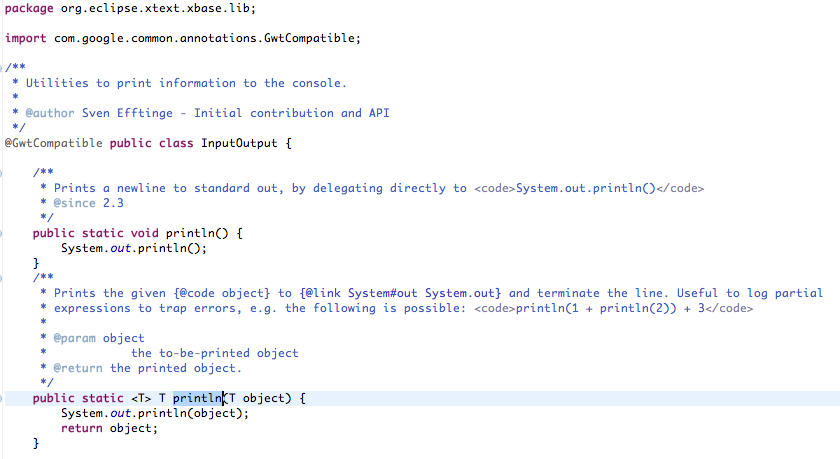 package org.eclipse.xtext.xbase.lib;
import com.google.common.annotations.GwtCompatible;
/**
 * Utilities to print information to the console.
 *
 * @author Sven Efftinge - Initial contribution and API
 */
@GwtCompatible public class InputOutput {
    /**
     * Prints a newline to standard out, by delegating directly to <code>System.out.println()</code>
     * @since 2.3
     */
    public static void println() {
        System.out.println();
    }
    /**
     * Prints the given {@code object} to {@link System#out System.out} and terminate the line. Useful to log partial
     * expressions to trap errors, e.g. the following is possible: <code>println(1 + println(2)) + 3</code>
     *
     * @param object
     *            the to-be-printed object
     * @return the printed object.
     */
    public static <T> T println(T object) {
        System.out.println(object);
        return object;
    }